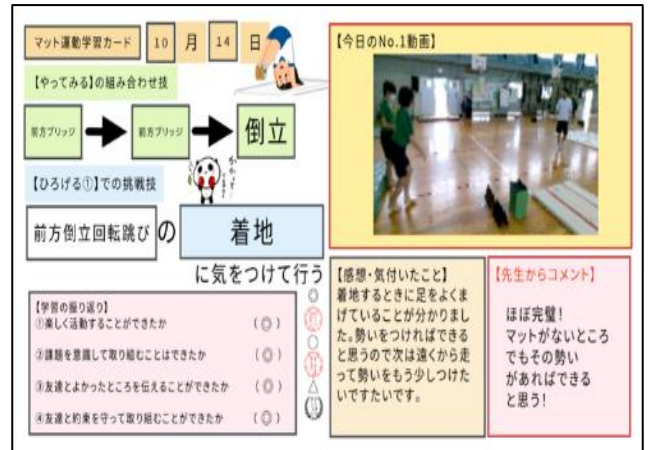 マット運動学習カード 10 月 14 日
【やってみる】の組み合わせ技
前方ブリッジ 前方ブリッジ 倒立
【ひろげる①】での挑戦技
前方倒立回転跳び の 着地
に気をつけて行う
【学習の振り返り】
①楽しく活動することができたか (◎)
②課題を意識して取り組むことはできたか (◎)
③友達とよかったところを伝えることができたか (◎)
④友達と約束を守って取り組むことができたか (◎)
◎
○
△
【今日のNo.1動画】
【感想・気付いたこと】
着地するときに足をよくま
げていることが分かりまし
た。勢いをつければできる
と思うので次は遠くから走
って勢いをもう少しつけた
いですたいです。
【先生からコメント】
ほぼ完璧！
マットがないところ
でもその勢い
があればできる
と思う！